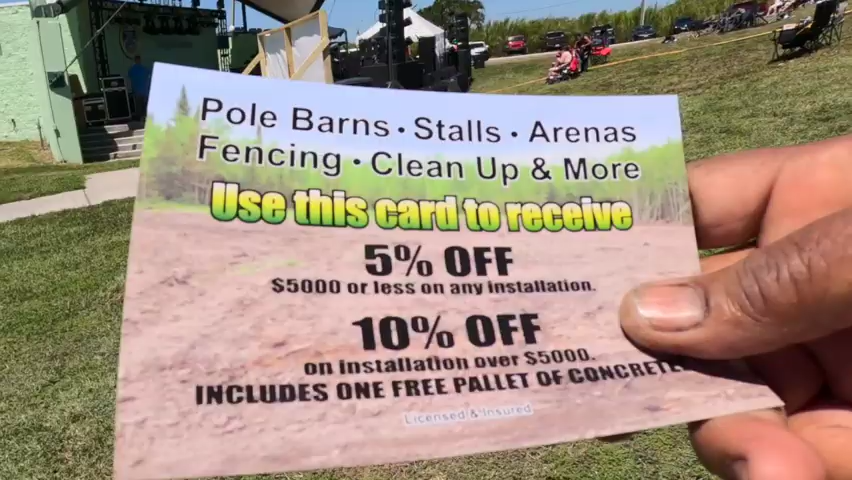 Pole Barns • Stalls • Arenas
Fencing • Clean Up & More
Use this card to receive
5% OFF
$5000 or less on any installation.
10% OFF
on installation over $5000.
INCLUDES ONE FREE PALLET OF CONCRETE
Licensed & Insured